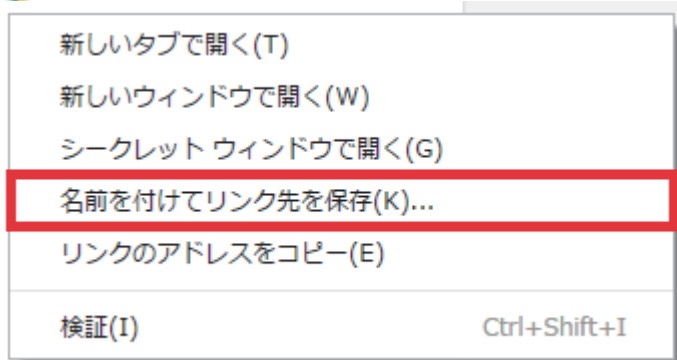 新しいタブで開く(T)
新しいウィンドウで開く(W)
シークレット ウィンドウで開く(G)
名前を付けてリンク先を保存(K)...
リンクのアドレスをコピー(E)
検証(I) Ctrl+Shift+I